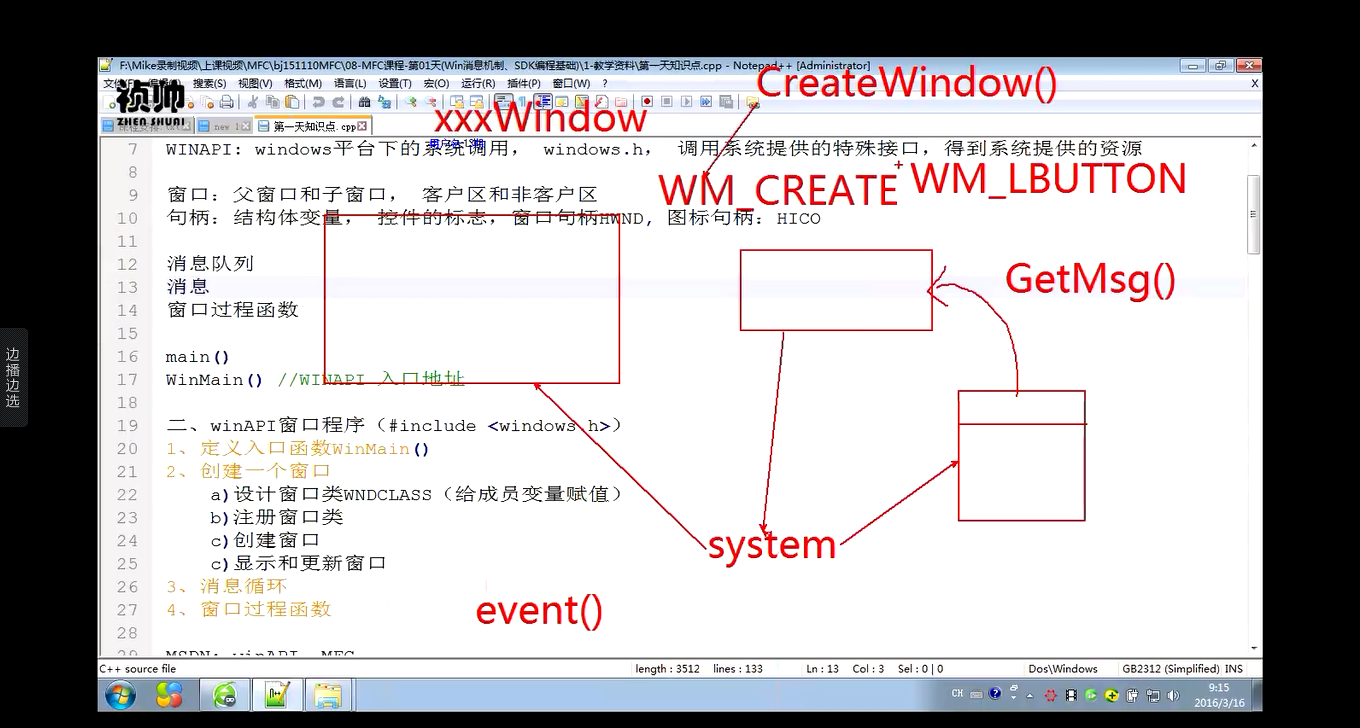 F:\Mike录制视频\上课视频\MFC\bj151110MFC\08-MFC课程-第01天(Win消息机制、SDK编程基础)\1-教学资料\第一天知识点.cpp - Notepad++ [Administrator]
搜索(S) 视图(V) 格式(M) 语言(L) 设置(T) 宏(O) 运行(R) 插件(P) 窗口(W) ? X
祯帅
ZHEN SHUAI
CreateWindow()
new 1 第一天知识点.cpp
xxxWindow
7 WINAPI: windows平台下的系统调用, windows.h, 调用系统提供的特殊接口,得到系统提供的资源
8
WM_CREATE WM_LBUTTON
9 窗口:父窗口和子窗口, 客户区和非客户区
10 句柄:结构体变量, 控件的标志,窗口句柄HWND, 图标句柄: HICO
11
12 消息队列
GetMsg()
13 消息
14 窗口过程函数
15
边播边选
16 main()
17 WinMain() //WINAPI 入口地址
18
19 二、winAPI窗口程序(#include <windows.h>)
20 1、定义入口函数WinMain()
21 2、创建一个窗口
22 a)设计窗口类WNDCLASS(给成员变量赋值)
23 b)注册窗口类
24 c)创建窗口
system
25 c)显示和更新窗口
26 3、消息循环
27 4、窗口过程函数
event()
28
29 MSDN: winAPI, MFC
C++ source file length : 3512 lines : 133 Ln : 13 Col : 3 Sel : 0 | 0 Dos\Windows GB2312 (Simplified) INS
CH 9:15
2016/3/16